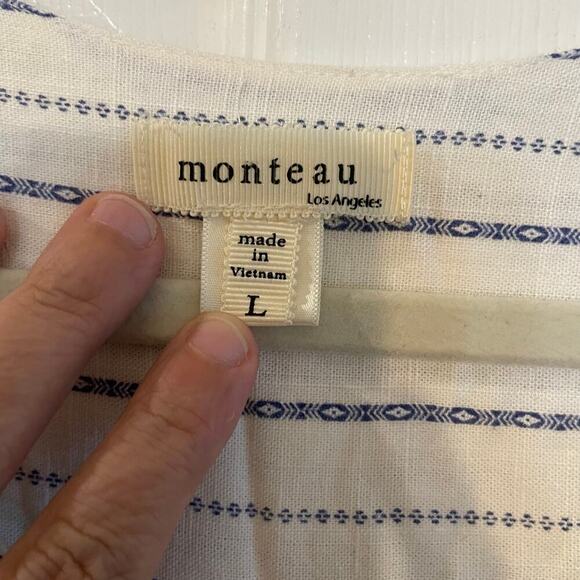 monteau
Los Angeles
made
in
Vietnam
L